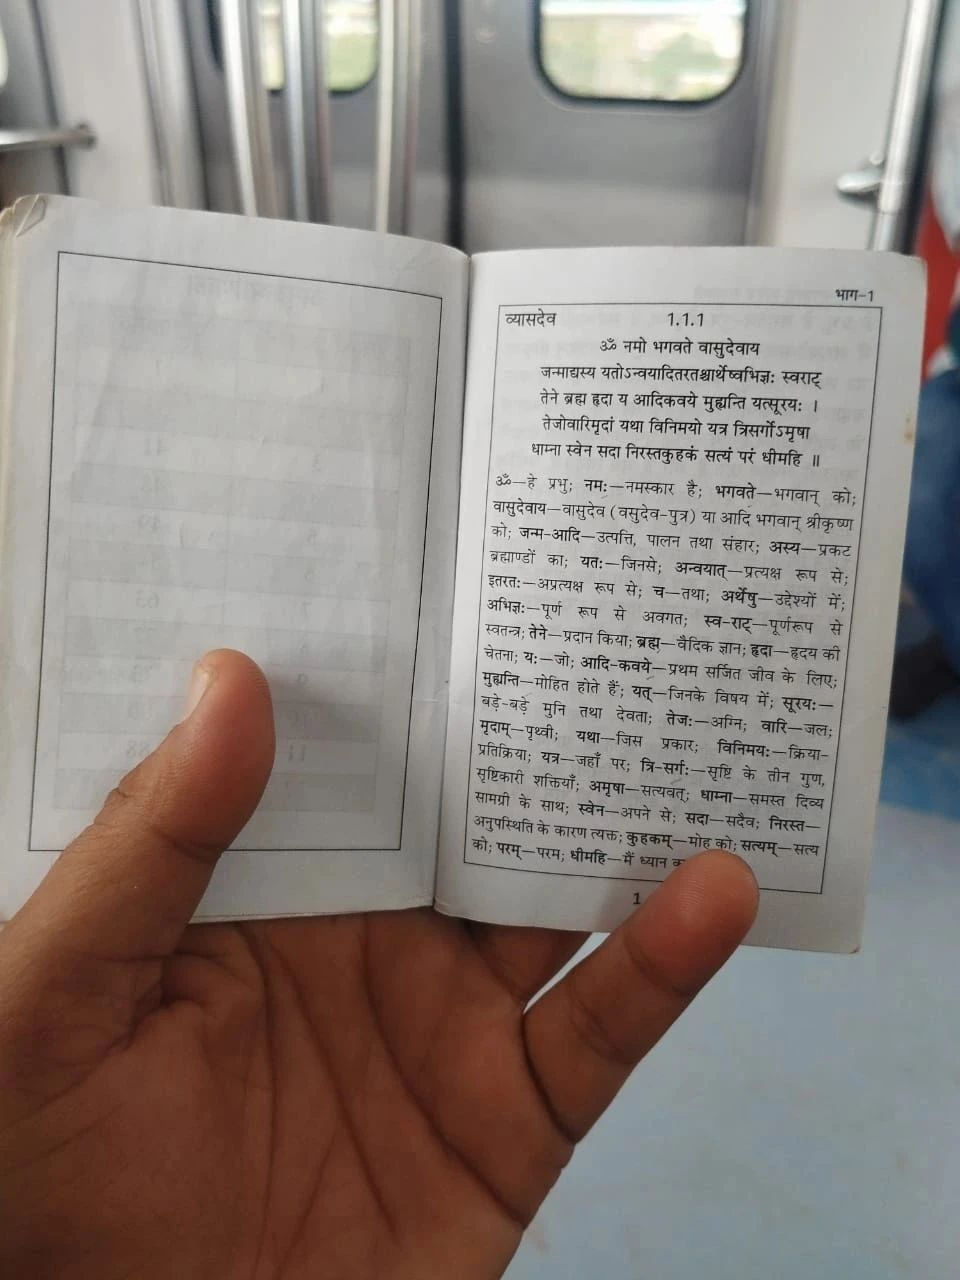 भाग-1
व्यासदेव 1.1.1
ॐ नमो भगवते वासुदेवाय
जन्माद्यस्य यतोऽन्वयादितरतश्चार्थेष्वभिज्ञः स्वराट्
तेने ब्रह्म हृदा य आदिकवये मुह्यन्ति यत्सूरयः ।
तेजोवारिमृदां यथा विनिमयो यत्र त्रिसर्गोऽमृषा
धाम्ना स्वेन सदा निरस्तकुहकं सत्यं परं धीमहि ॥
ॐ—हे प्रभु; नमः—नमस्कार है; भगवते—भगवान् को;
वासुदेवाय—वासुदेव (वसुदेव-पुत्र) या आदि भगवान् श्रीकृष्ण
को; जन्म-आदि—उत्पत्ति, पालन तथा संहार; अस्य—प्रकट
ब्रह्माण्डों का; यतः—जिनसे; अन्वयात्—प्रत्यक्ष रूप से;
इतरतः—अप्रत्यक्ष रूप से; च—तथा; अर्थेषु—उद्देश्यों में;
अभिज्ञः—पूर्ण रूप से अवगत; स्व-राट्—पूर्णरूप से
स्वतन्त्र; तेने—प्रदान किया; ब्रह्म—वैदिक ज्ञान; हृदा—हृदय की
चेतना; यः—जो; आदि-कवये—प्रथम सर्जित जीव के लिए;
मुह्यन्ति—मोहित होते हैं; यत्—जिनके विषय में; सूरयः—
बड़े-बड़े मुनि तथा देवता; तेजः—अग्नि; वारि—जल;
मृदाम्—पृथ्वी; यथा—जिस प्रकार; विनिमयः—क्रिया-
प्रतिक्रिया; यत्र—जहाँ पर; त्रि-सर्गः—सृष्टि के तीन गुण,
सृष्टिकारी शक्तियाँ; अमृषा—सत्यवत्; धाम्ना—समस्त दिव्य
सामग्री के साथ; स्वेन—अपने से; सदा—सदैव; निरस्त—
अनुपस्थिति के कारण त्यक्त; कुहकम्—मोह को; सत्यम्—सत्य
को; परम्—परम; धीमहि—मैं ध्यान
1